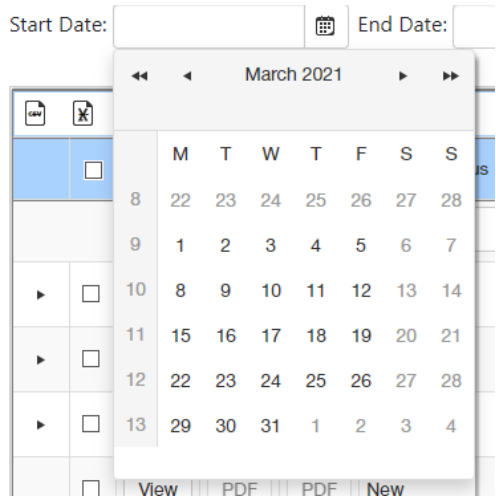 Start Date: End Date:
◄◄ ◄ March 2021 ► ►►
CSV X
M T W T F S S
us
8 22 23 24 25 26 27 28
9 1 2 3 4 5 6 7
10 8 9 10 11 12 13 14
11 15 16 17 18 19 20 21
12 22 23 24 25 26 27 28
13 29 30 31 1 2 3 4
View PDF PDF New